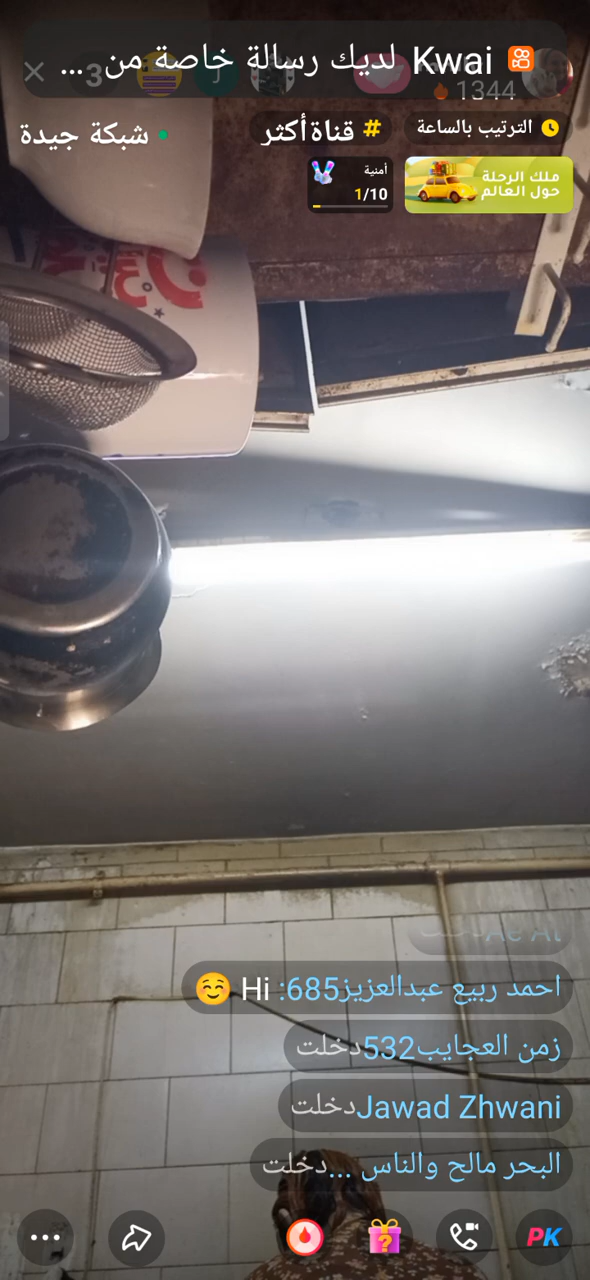 Kwai لديك رسالة خاصة من ...
3
1344
الترتيب بالساعة
# قناة أكثر
شبكة جيدة
ملك الرحلة
حول العالم
أمنية
1/10
احمد ربيع عبدالعزيز685: Hi ☺️
زمن العجايب532دخلت
Jawad Zhwaniدخلت
البحر مالح والناس ...دخلت
PK